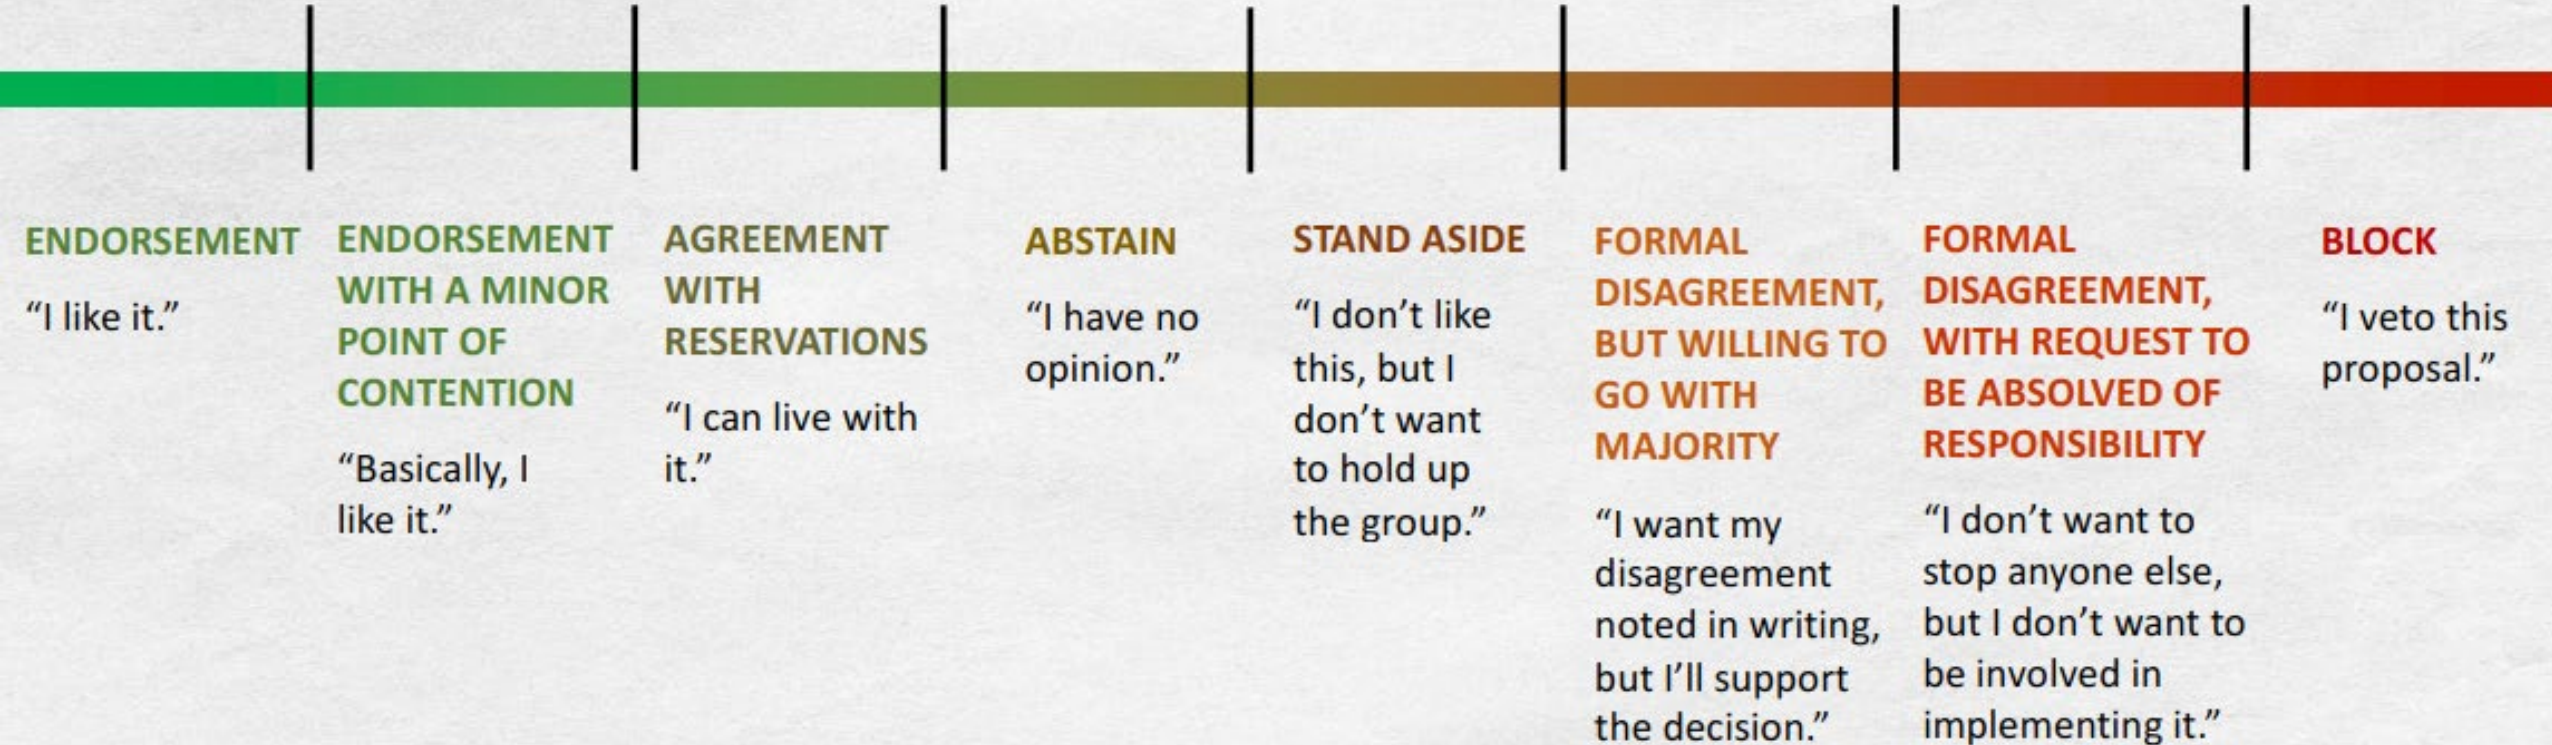 ENDORSEMENT
“I like it.”
ENDORSEMENT
WITH A MINOR
POINT OF
CONTENTION
“Basically, I
like it.”
AGREEMENT
WITH
RESERVATIONS
“I can live with
it.”
ABSTAIN
“I have no
opinion.”
STAND ASIDE
“I don’t like
this, but I
don’t want
to hold up
the group.”
FORMAL
DISAGREEMENT,
BUT WILLING TO
GO WITH
MAJORITY
“I want my
disagreement
noted in writing,
but I’ll support
the decision.”
FORMAL
DISAGREEMENT,
WITH REQUEST TO
BE ABSOLVED OF
RESPONSIBILITY
“I don’t want to
stop anyone else,
but I don’t want to
be involved in
implementing it.”
BLOCK
“I veto this
proposal.”